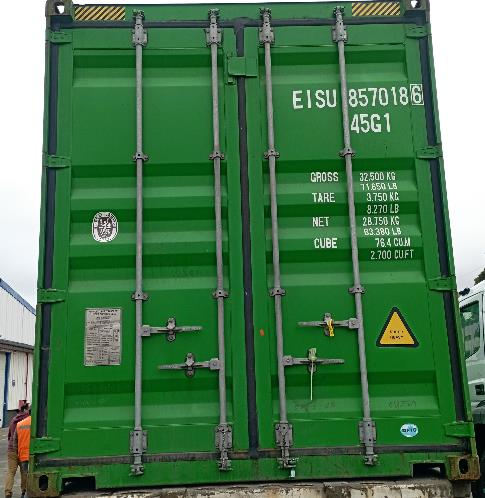 EISU 857018 6
45G1
GROSS 32.500 KG
71.650 LB
TARE 3.750 KG
8.270 LB
NET 28.750 KG
63.380 LB
CUBE 76.4 CU.M
2.700 CU.FT